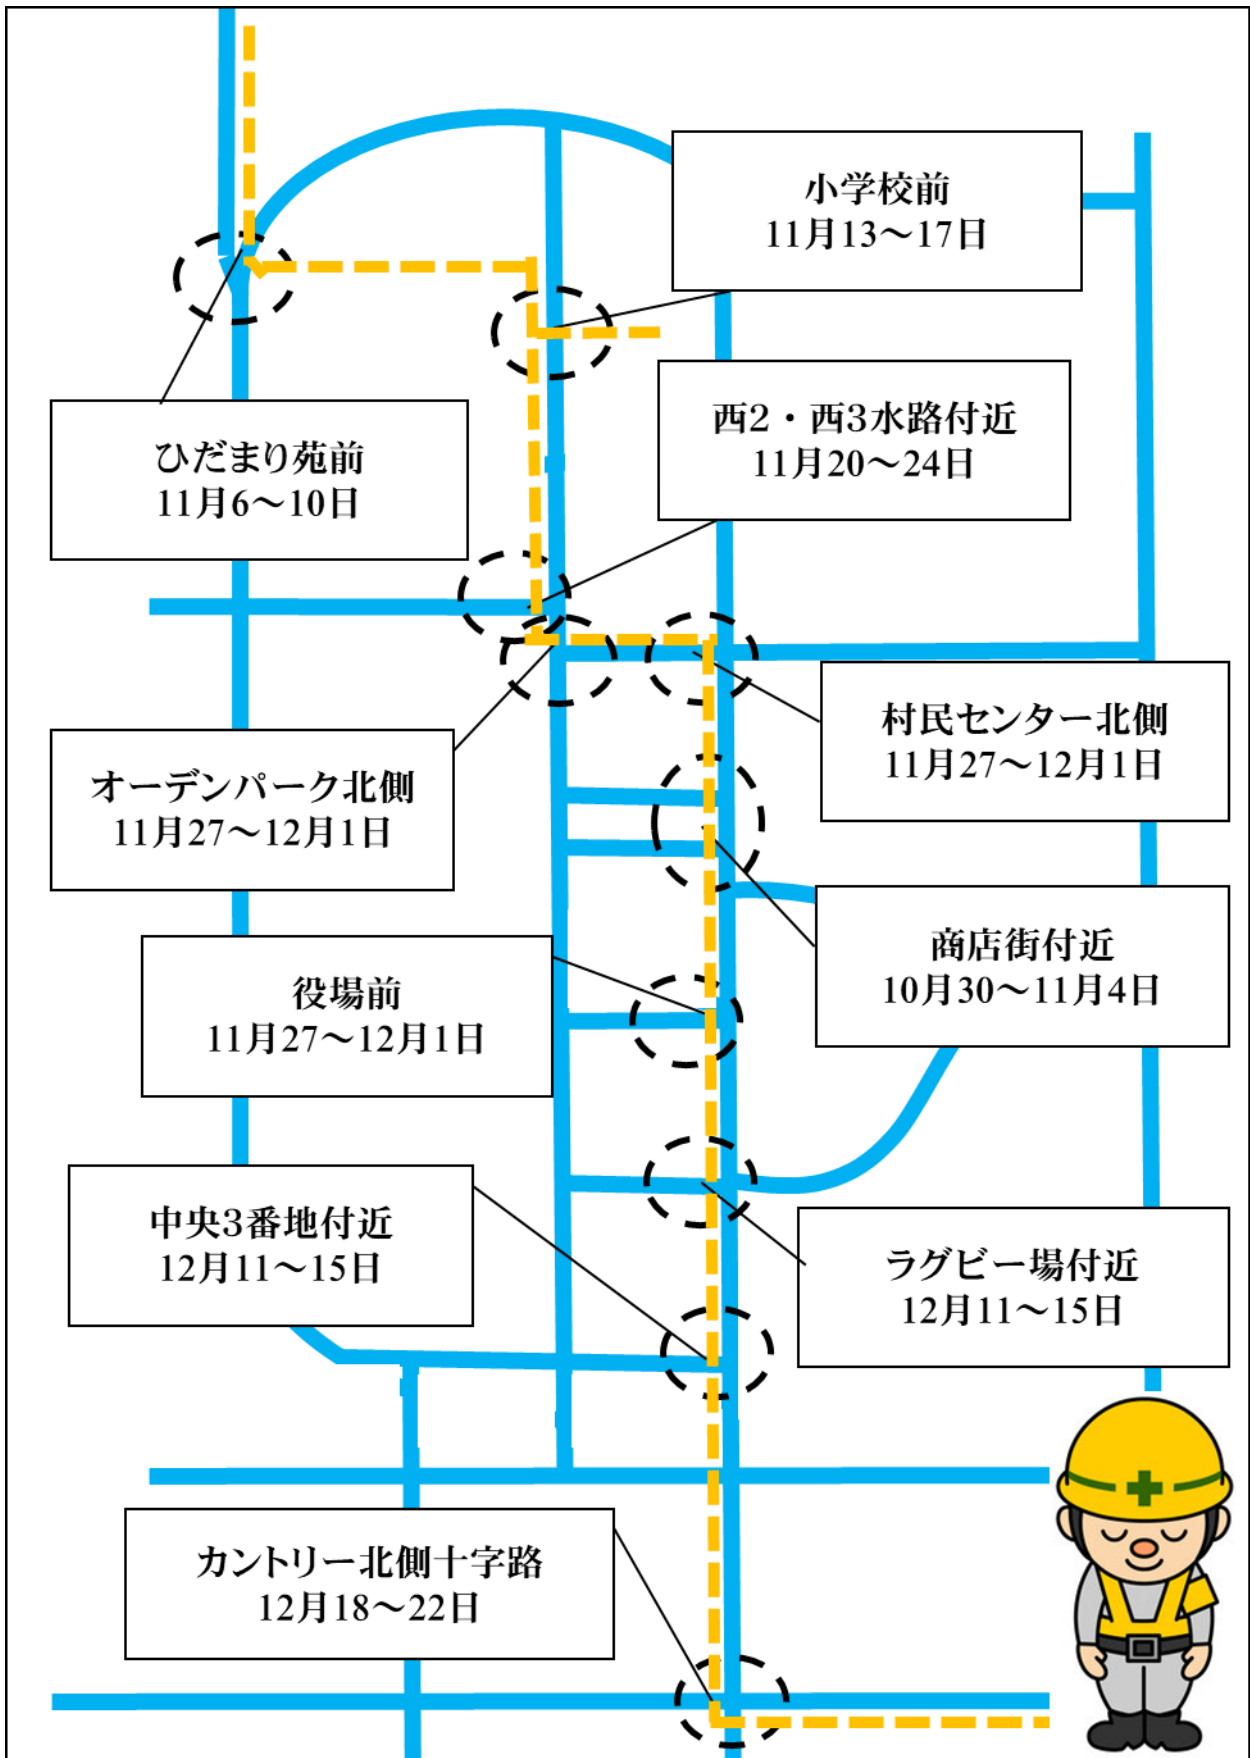 小学校前
11月13～17日
西2・西3水路付近
11月20～24日
ひだまり苑前
11月6～10日
村民センター北側
11月27～12月1日
オーデンパーク北側
11月27～12月1日
商店街付近
10月30～11月4日
役場前
11月27～12月1日
中央3番地付近
12月11～15日
ラグビー場付近
12月11～15日
カントリー北側十字路
12月18～22日